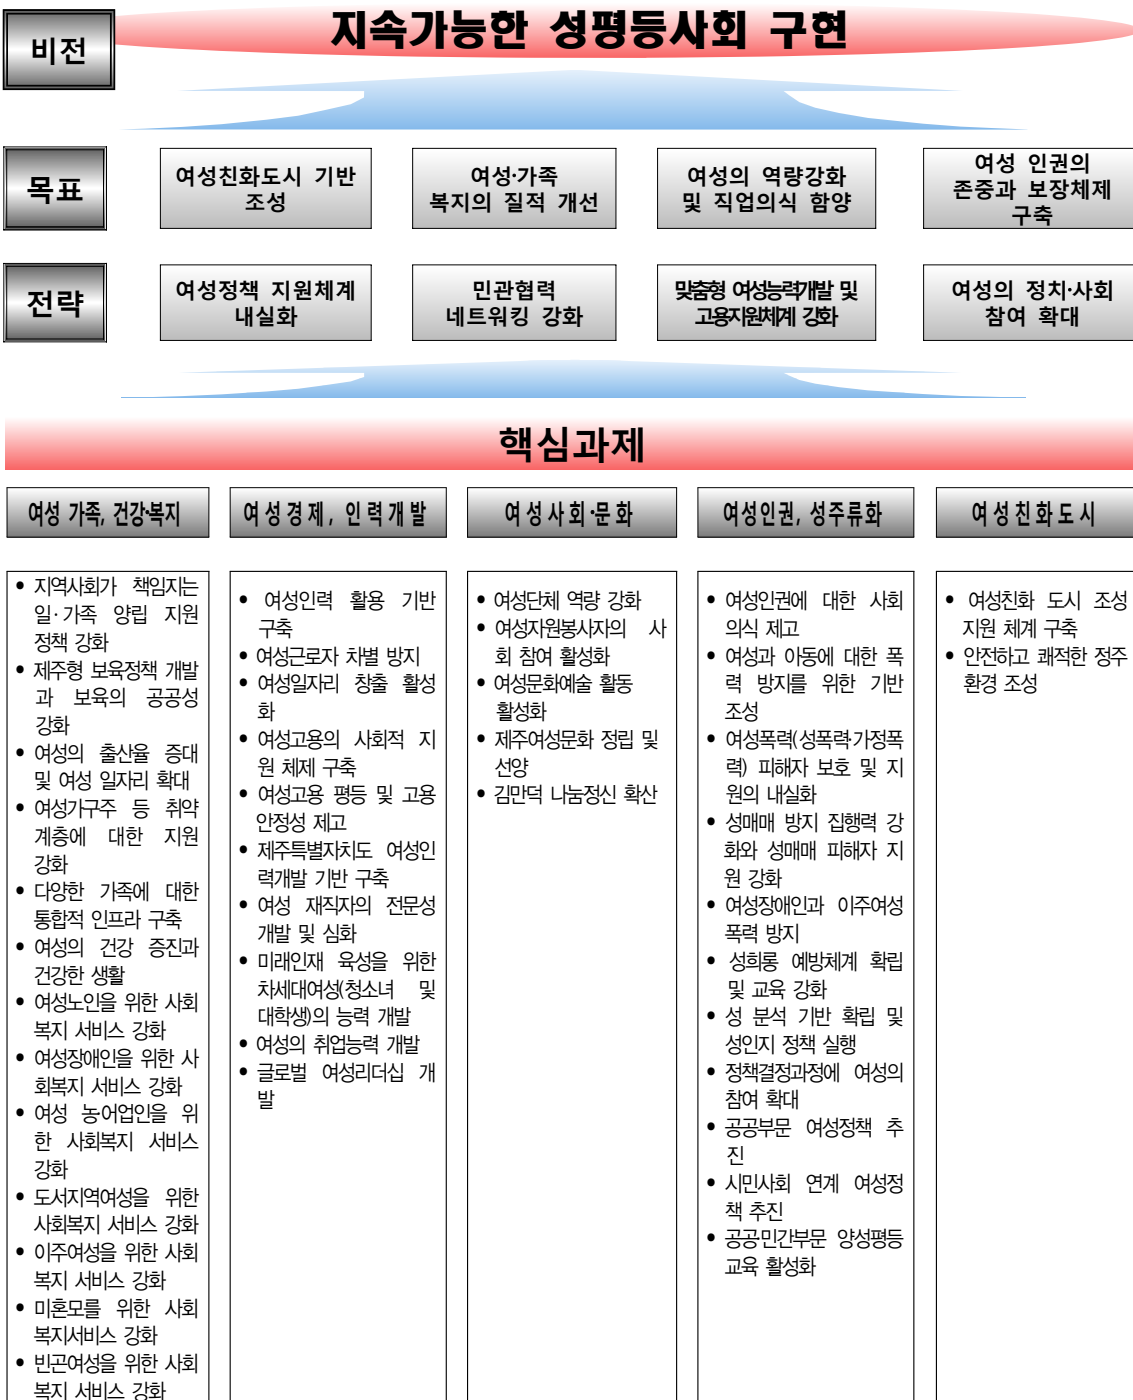 비전
지속가능한 성평등사회 구현
목표
여성친화도시 기반
조성
여성·가족
복지의 질적 개선
여성의 역량강화
및 직업의식 함양
여성 인권의
존중과 보장체제
구축
전략
여성정책 지원체계
내실화
민관협력
네트워킹 강화
맞춤형 여성능력개발 및
고용지원체계 강화
여성의 정치·사회
참여 확대
핵심과제
여성 가족, 건강·복지
• 지역사회가 책임지는
일·가족 양립 지원
정책 강화
• 제주형 보육정책 개발
과 보육의 공공성
강화
• 여성의 출산율 증대
및 여성 일자리 확대
• 여성가구주 등 취약
계층에 대한 지원
강화
• 다양한 가족에 대한
통합적 인프라 구축
• 여성의 건강 증진과
건강한 생활
• 여성노인을 위한 사회
복지 서비스 강화
• 여성장애인을 위한 사
회복지 서비스 강화
• 여성 농어업인을 위
한 사회복지 서비스
강화
• 도서지역여성을 위한
사회복지 서비스 강화
• 이주여성을 위한 사회
복지 서비스 강화
• 미혼모를 위한 사회
복지서비스 강화
• 빈곤여성을 위한 사회
복지 서비스 강화
여성경제, 인력개발
• 여성인력 활용 기반
구축
• 여성근로자 차별 방지
• 여성일자리 창출 활성
화
• 여성고용의 사회적 지
원 체제 구축
• 여성고용 평등 및 고용
안정성 제고
• 제주특별자치도 여성인
력개발 기반 구축
• 여성 재직자의 전문성
개발 및 심화
• 미래인재 육성을 위한
차세대여성(청소녀 및
대학생)의 능력 개발
• 여성의 취업능력 개발
• 글로벌 여성리더십 개
발
여성사회·문화
• 여성단체 역량 강화
• 여성자원봉사자의 사
회 참여 활성화
• 여성문화예술 활동
활성화
• 제주여성문화 정립 및
선양
• 김만덕 나눔정신 확산
여성인권, 성주류화
• 여성인권에 대한 사회
의식 제고
• 여성과 아동에 대한 폭
력 방지를 위한 기반
조성
• 여성폭력(성폭력·가정폭
력) 피해자 보호 및 지
원의 내실화
• 성매매 방지 집행력 강
화와 성매매 피해자 지
원 강화
• 여성장애인과 이주여성
폭력 방지
• 성희롱 예방체계 확립
및 교육 강화
• 성 분석 기반 확립 및
성인지 정책 실행
• 정책결정과정에 여성의
참여 확대
• 공공부문 여성정책 추
진
• 시민사회 연계 여성정
책 추진
• 공공·민간부문 양성평등
교육 활성화
여성친화도시
• 여성친화 도시 조성
지원 체계 구축
• 안전하고 쾌적한 정주
환경 조성